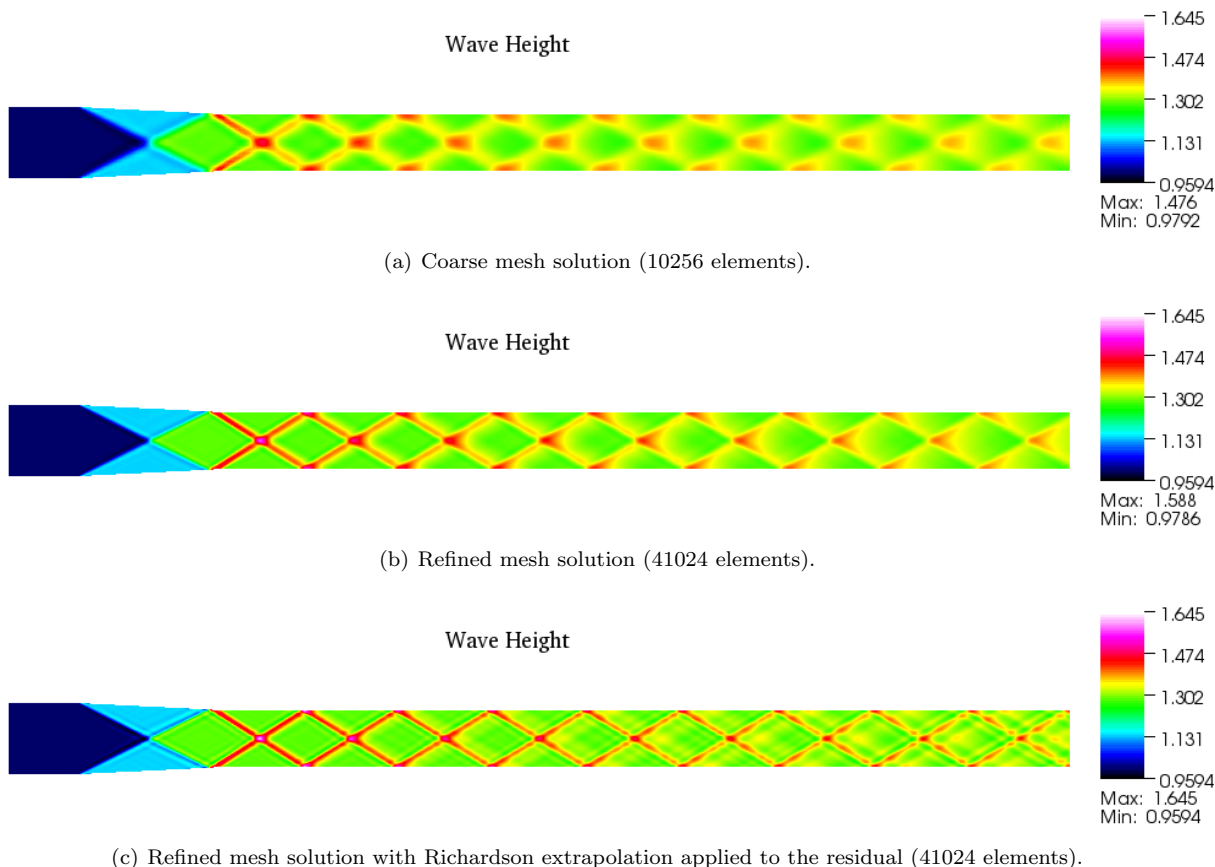 Wave Height
1.645
1.474
1.302
1.131
0.9594
Max: 1.476
Min: 0.9792
(a) Coarse mesh solution (10256 elements).
Wave Height
1.645
1.474
1.302
1.131
0.9594
Max: 1.588
Min: 0.9786
(b) Refined mesh solution (41024 elements).
Wave Height
1.645
1.474
1.302
1.131
0.9594
Max: 1.645
Min: 0.9594
(c) Refined mesh solution with Richardson extrapolation applied to the residual (41024 elements).